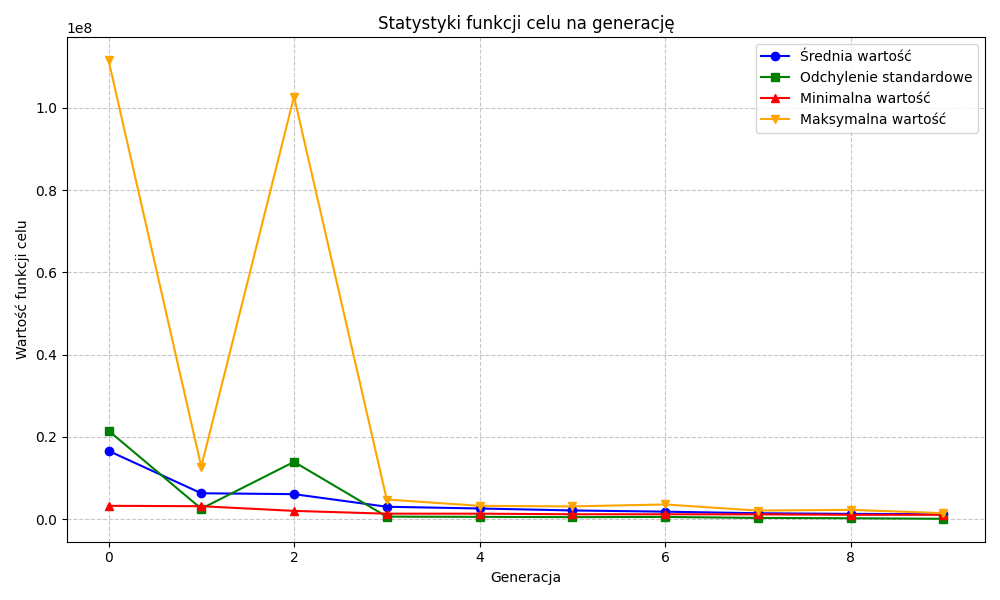 Statystyki funkcji celu na generację
1e8
Średnia wartość
Odchylenie standardowe
Minimalna wartość
Maksymalna wartość
1.0
0.8
0.6
0.4
0.2
0.0
Wartość funkcji celu
0 2 4 6 8
Generacja